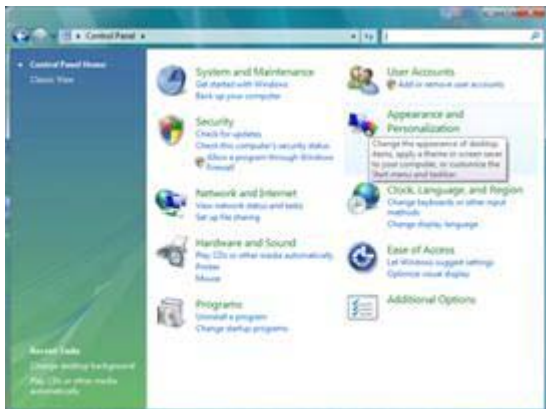 Control Panel
Control Panel Home
Classic View
System and Maintenance
Get started with Windows
Back up your computer
Security
Check for updates
Check this computer's security status
Allow a program through Windows
Firewall
Network and Internet
View network status and tasks
Set up file sharing
Hardware and Sound
Play CDs or other media automatically
Printer
Mouse
Programs
Uninstall a program
Change startup programs
User Accounts
Add or remove user accounts
Appearance and
Personalization
Change the appearance of desktop
items, apply a theme or screen saver
to your computer, or customize the
Start menu and taskbar.
Clock, Language, and Region
Change keyboards or other input
methods
Change display language
Ease of Access
Let Windows suggest settings
Optimize visual display
Additional Options
Recent Tasks
Change desktop background
Play CDs or other media
automatically